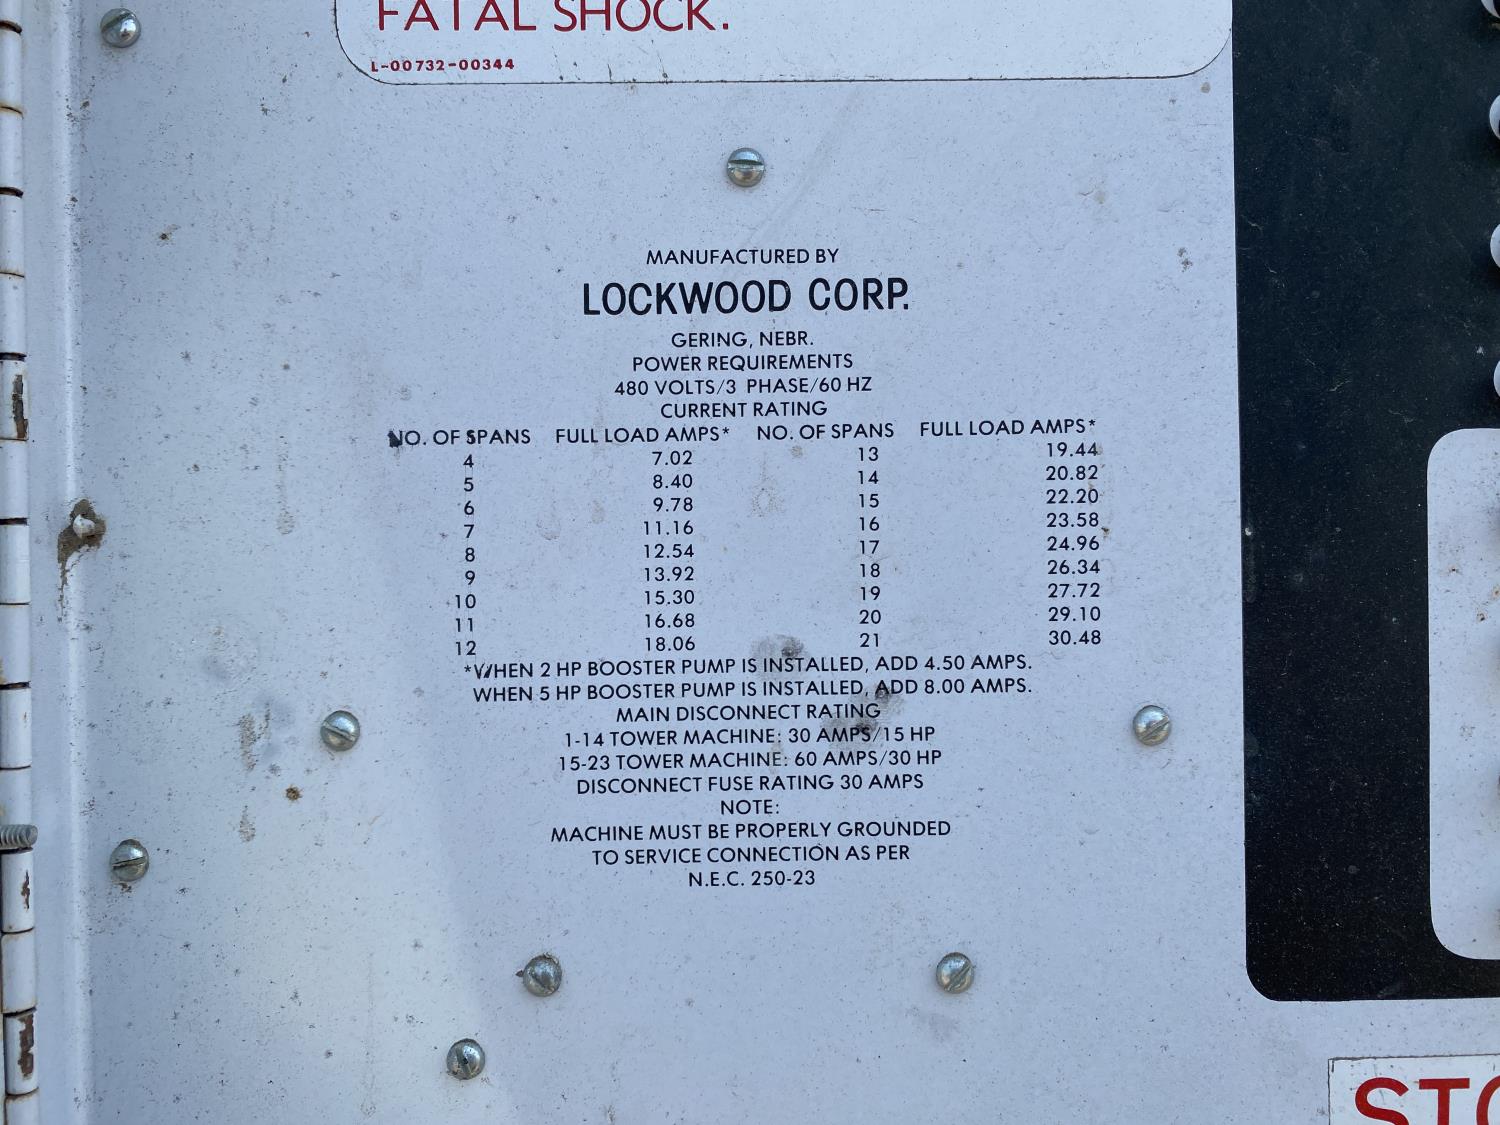 FATAL SHOCK.
L-00732-00344
MANUFACTURED BY
LOCKWOOD CORP.
GERING, NEBR.
POWER REQUIREMENTS
480 VOLTS/3 PHASE/60 HZ
CURRENT RATING
NO. OF SPANS FULL LOAD AMPS* NO. OF SPANS FULL LOAD AMPS*
4 7.02 13 19.44
5 8.40 14 20.82
6 9.78 15 22.20
7 11.16 16 23.58
8 12.54 17 24.96
9 13.92 18 26.34
10 15.30 19 27.72
11 16.68 20 29.10
12 18.06 21 30.48
*WHEN 2 HP BOOSTER PUMP IS INSTALLED, ADD 4.50 AMPS.
WHEN 5 HP BOOSTER PUMP IS INSTALLED, ADD 8.00 AMPS.
MAIN DISCONNECT RATING
1-14 TOWER MACHINE: 30 AMPS/15 HP
15-23 TOWER MACHINE: 60 AMPS/30 HP
DISCONNECT FUSE RATING 30 AMPS
NOTE:
MACHINE MUST BE PROPERLY GROUNDED
TO SERVICE CONNECTION AS PER
N.E.C. 250-23